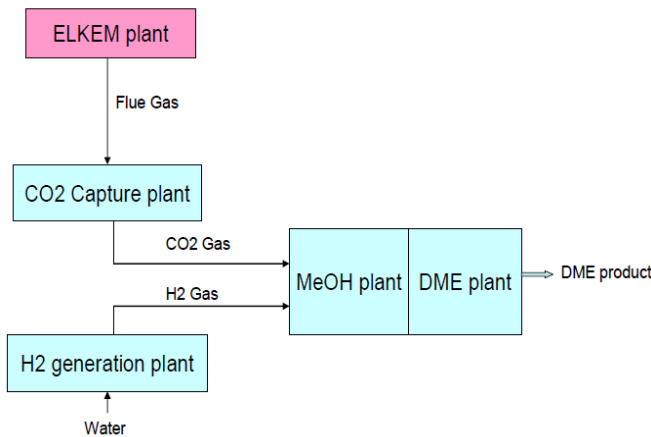 ELKEM plant
Flue Gas
CO2 Capture plant
CO2 Gas
MeOH plant
DME plant
DME product
H2 Gas
H2 generation plant
Water